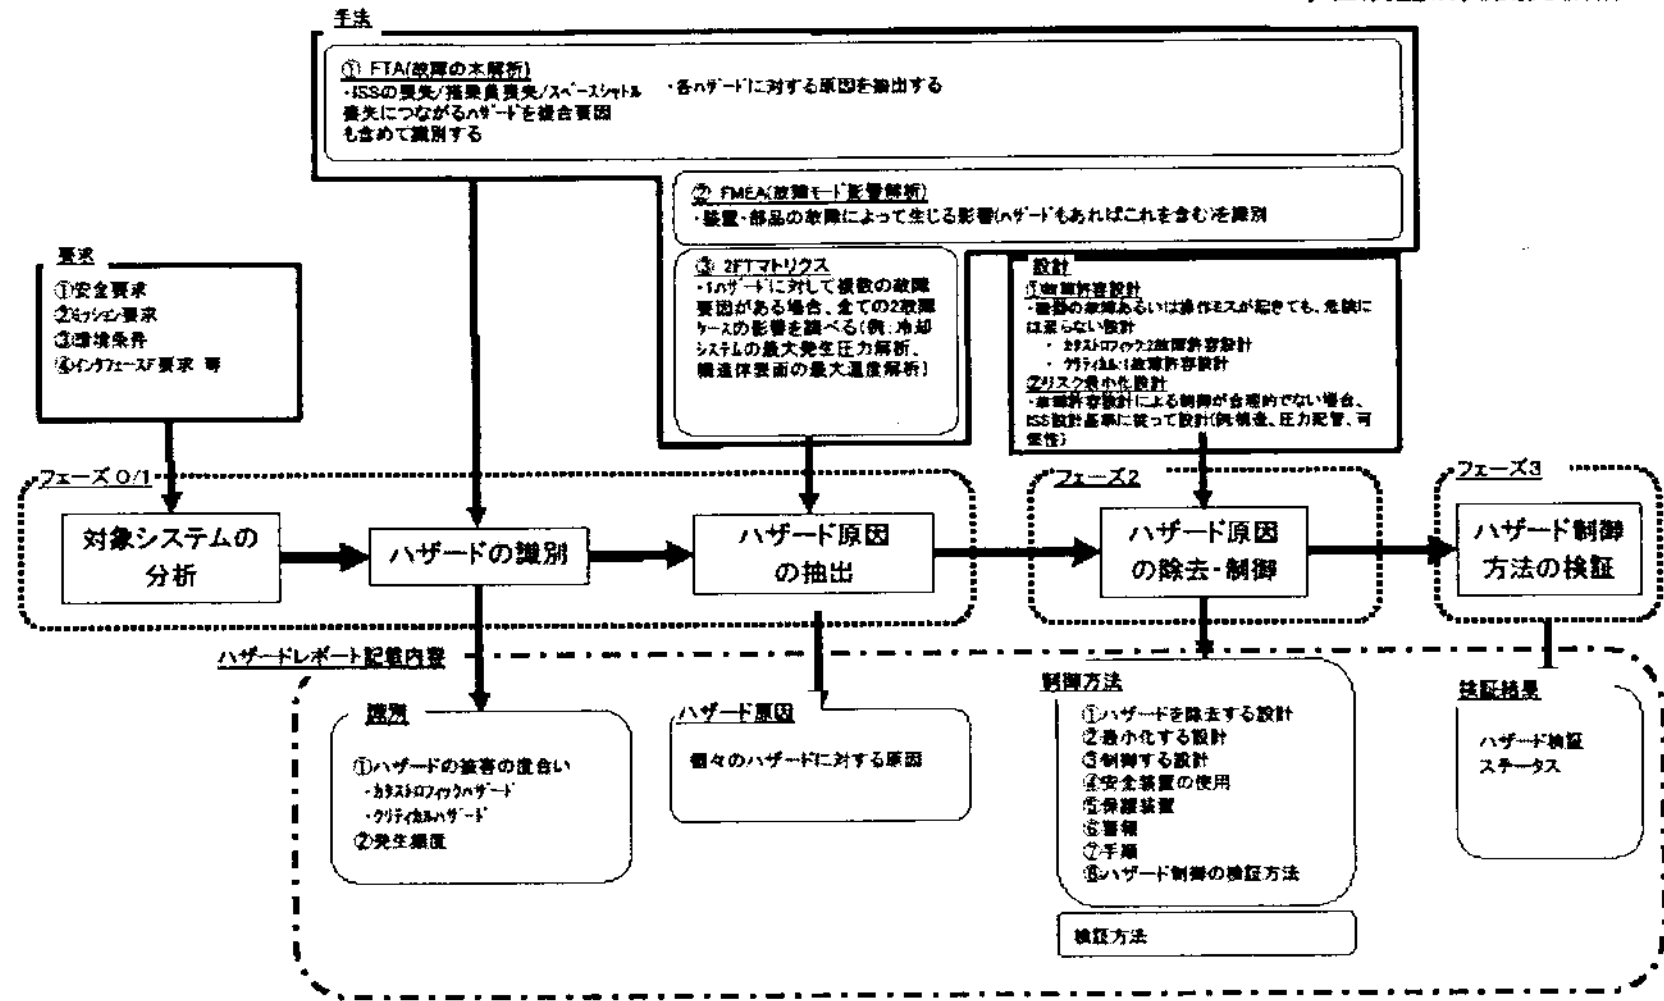 手法
① FTA(故障の木解析)
・ISSの喪失/搭乗員喪失/スペースシャトル
喪失につながるハザードを複合要因
も含めて識別する
・各ハザードに対する原因を抽出する
② FMEA(故障モード影響解析)
・装置・部品の故障によって生じる影響(ハザードもあればこれを含む)を識別
③ 2FTマトリクス
・1ハザードに対して複数の故障
要因がある場合、全ての2故障
ケースの影響を調べる(例:冷却
システムの最大発生圧力解析、
構造体表面の最大温度解析)
要求
①安全要求
②ミッション要求
③環境条件
④インタフェースF要求 等
設計
①故障許容設計
・機器の故障あるいは操作ミスが起きても、危険に
は至らない設計
・ カタストロフィック:2故障許容設計
・ クリティカル:1故障許容設計
②リスク最小化設計
・故障許容設計による制御が合理的でない場合、
ISS設計基準に従って設計(例:構造、圧力配管、可
燃性)
フェーズ 0/1
対象システムの
分析
ハザードの識別
ハザード原因
の抽出
フェーズ2
ハザード原因
の除去・制御
フェーズ3
ハザード制御
方法の検証
ハザードレポート記載内容
識別
①ハザードの被害の度合い
・カタストロフィックハザード
・クリティカルハザード
②発生頻度
ハザード原因
個々のハザードに対する原因
制御方法
①ハザードを除去する設計
②最小化する設計
③制御する設計
④安全装置の使用
⑤保護装置
⑥警報
⑦手順
⑧ハザード制御の検証方法
検証方法
検証結果
ハザード検証
ステータス